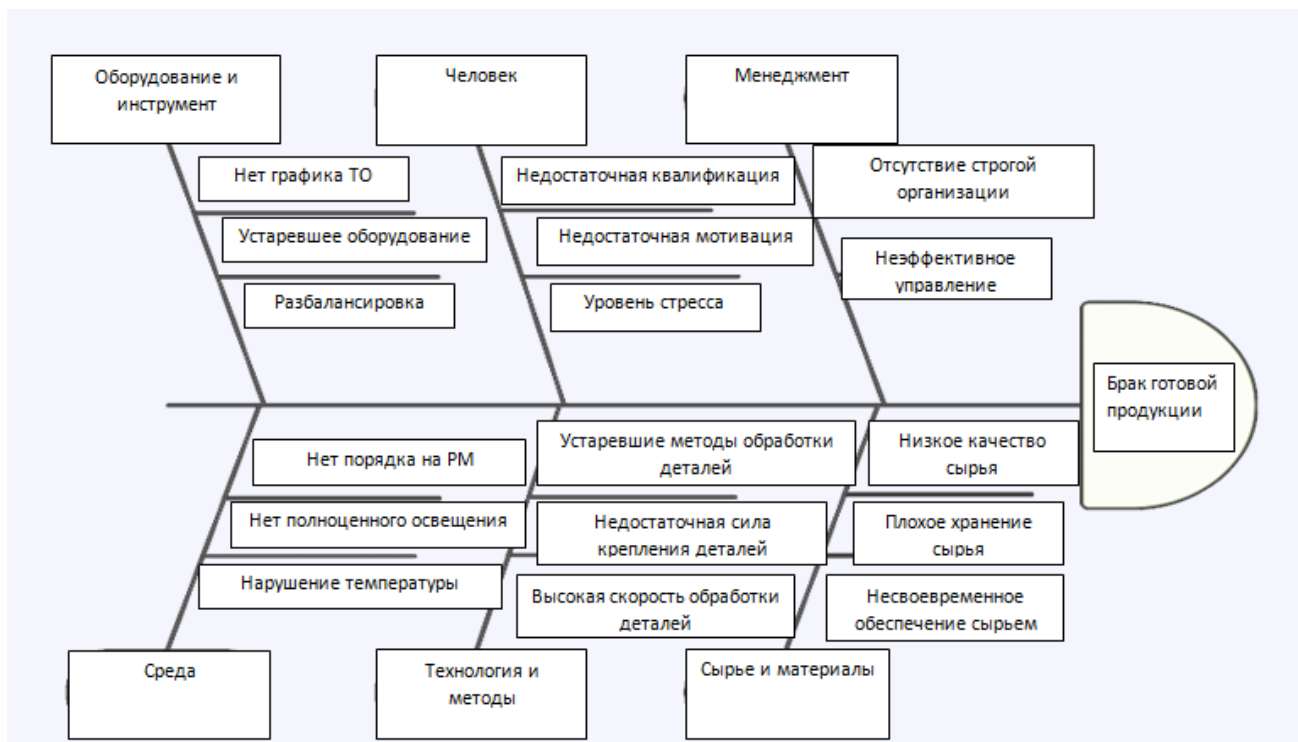 Оборудование и
инструмент
Человек
Менеджмент
Нет графика ТО
Устаревшее оборудование
Разбалансировка
Недостаточная квалификация
Недостаточная мотивация
Уровень стресса
Отсутствие строгой
организации
Неэффективное
управление
Брак готовой
продукции
Нет порядка на РМ
Нет полноценного освещения
Нарушение температуры
Устаревшие методы обработки
деталей
Недостаточная сила
крепления деталей
Высокая скорость обработки
деталей
Низкое качество
сырья
Плохое хранение
сырья
Несвоевременное
обеспечение сырьем
Среда
Технология и
методы
Сырье и материалы